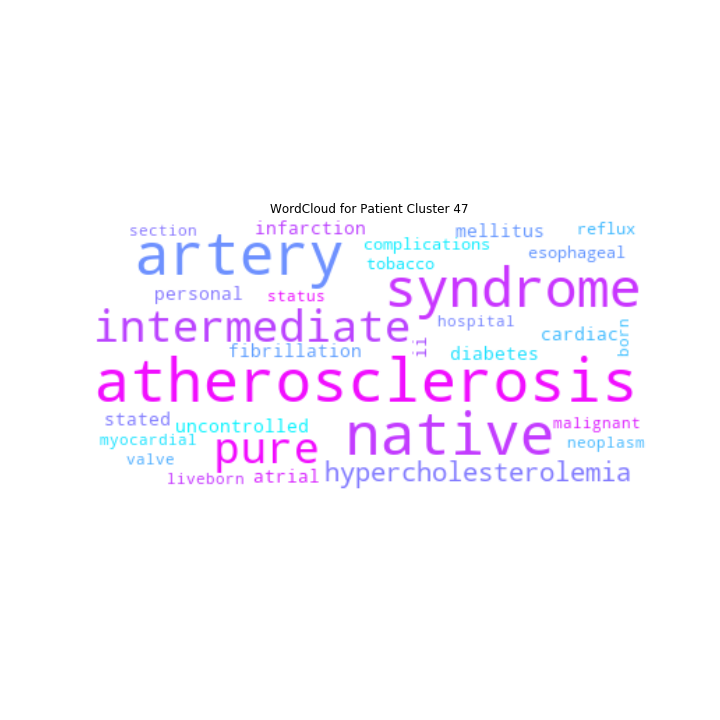 WordCloud for Patient Cluster 47
section
infarction
mellitus
reflux
artery
complications
esophageal
tobacco
syndrome
personal
status
intermediate
hospital
cardiac
born
ii
fibrillation
diabetes
atherosclerosis
stated
uncontrolled
native
malignant
myocardial
pure
neoplasm
valve
liveborn
atrial
hypercholesterolemia